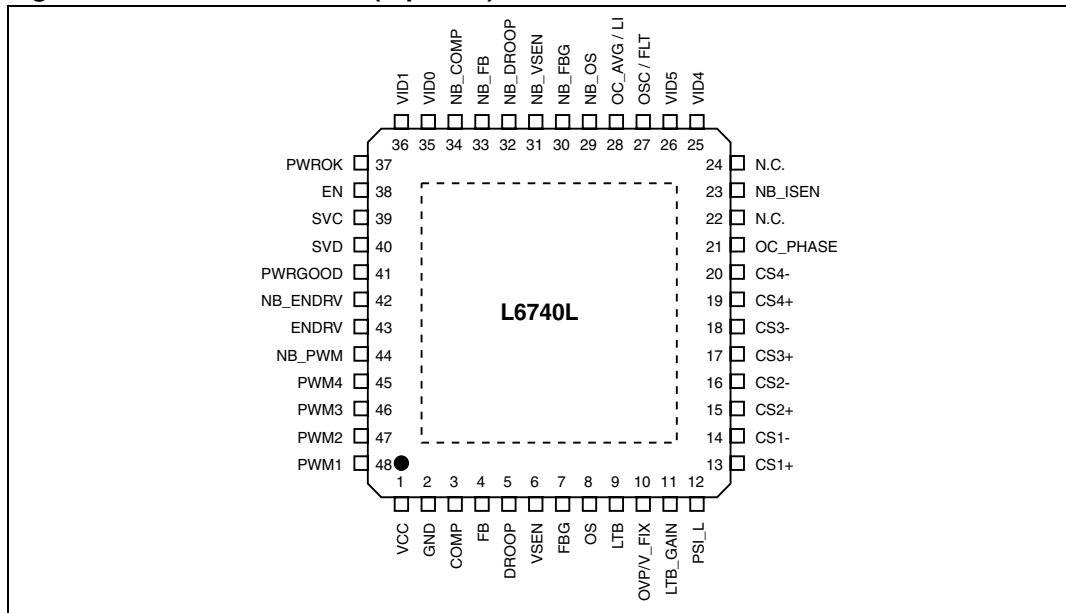 VID1
VID0
NB_COMP
NB_FB
NB_DROOP
NB_VSEN
NB_FBG
NB_OS
OC_AVG / LI
OSC / FLT
VID5
VID4
36 35 34 33 32 31 30 29 28 27 26 25
PWROK 37
EN 38
SVC 39
SVD 40
PWRGOOD 41
NB_ENDRV 42
ENDRV 43
NB_PWM 44
PWM4 45
PWM3 46
PWM2 47
PWM1 48
L6740L
24 N.C.
23 NB_ISEN
22 N.C.
21 OC_PHASE
20 CS4-
19 CS4+
18 CS3-
17 CS3+
16 CS2-
15 CS2+
14 CS1-
13 CS1+
1 2 3 4 5 6 7 8 9 10 11 12
VCC
GND
COMP
FB
DROOP
VSEN
FBG
OS
LTB
OVP/V_FIX
LTB_GAIN
PSI_L